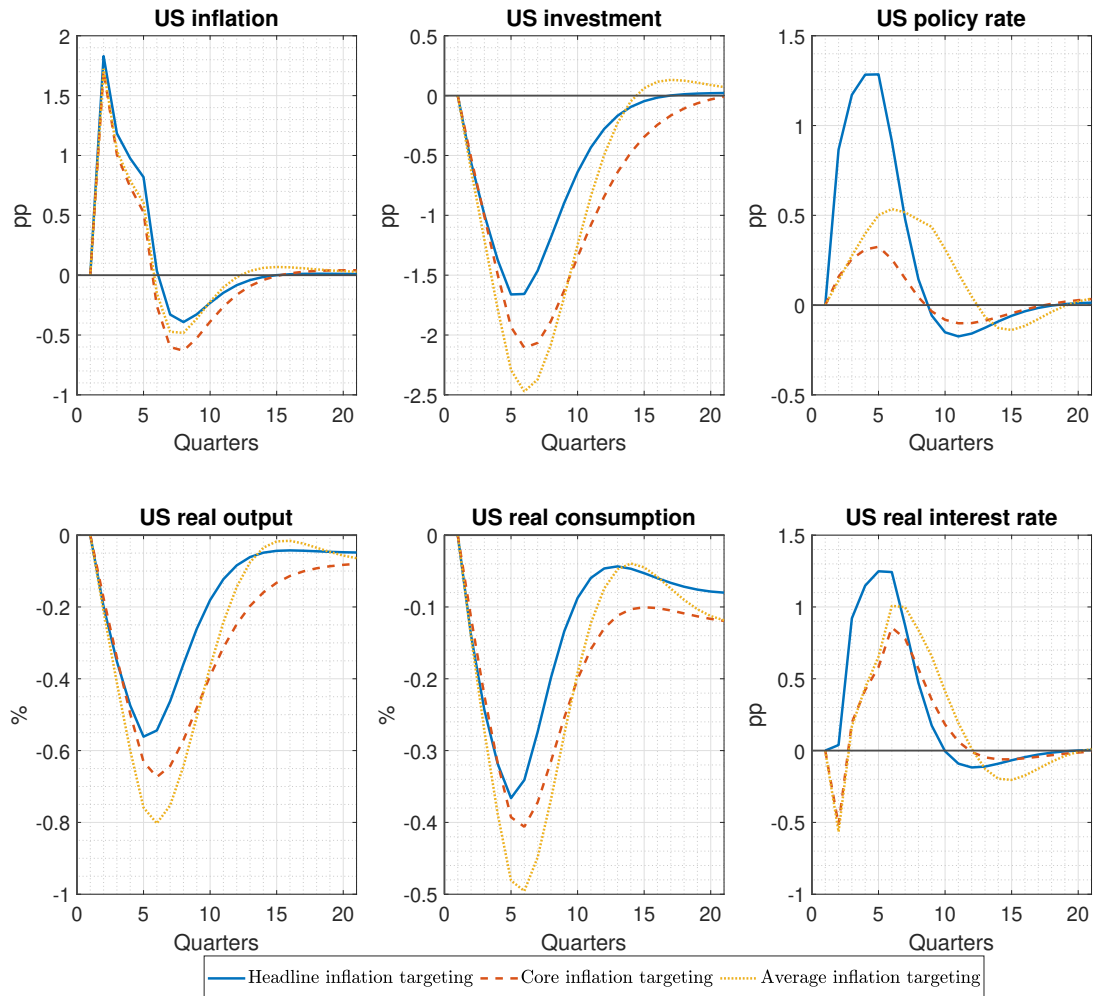 US inflation
2
1.5
1
0.5
0
-0.5
-1
pp
0 5 10 15 20
Quarters
US investment
0.5
0
-0.5
-1
-1.5
-2
-2.5
pp
0 5 10 15 20
Quarters
US policy rate
1.5
1
0.5
0
-0.5
0 5 10 15 20
Quarters
US real output
0
-0.2
-0.4
-0.6
-0.8
-1
%
0 5 10 15 20
Quarters
US real consumption
0
-0.1
-0.2
-0.3
-0.4
-0.5
%
0 5 10 15 20
Quarters
US real interest rate
1.5
1
0.5
0
-0.5
-1
pp
0 5 10 15 20
Quarters
Headline inflation targeting Core inflation targeting Average inflation targeting